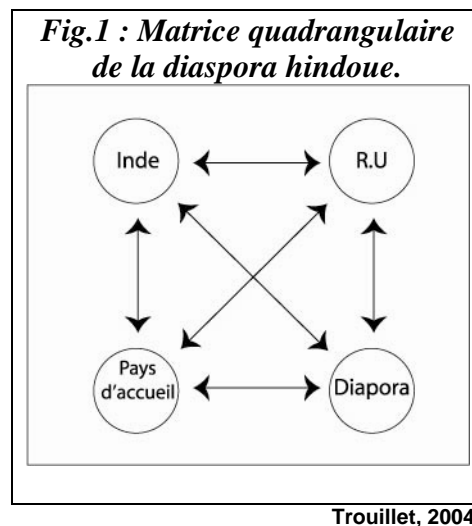 Fig.1 : Matrice quadrangulaire
de la diaspora hindoue.
Inde
R.U
Pays
d'accueil
Diapora
Trouillet, 2004